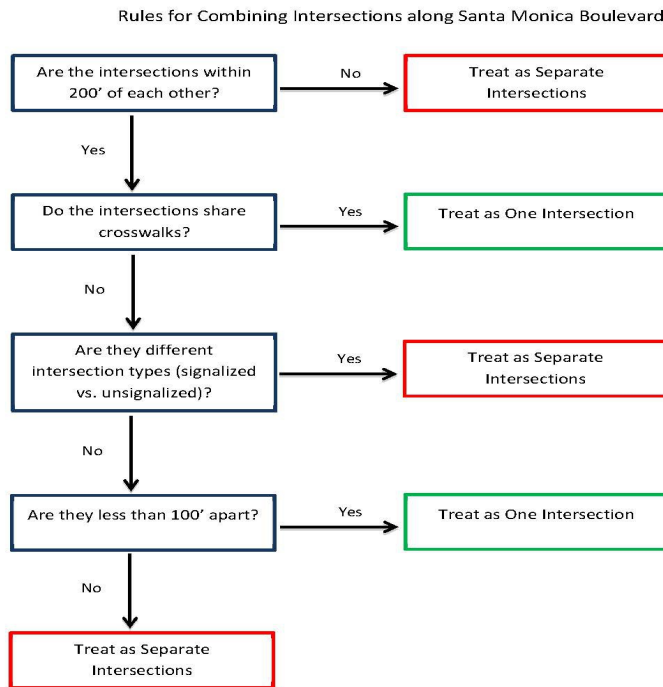 Rules for Combining Intersections along Santa Monica Boulevard
Are the intersections within
200’ of each other?
No
Treat as Separate
Intersections
Yes
Do the intersections share
crosswalks?
Yes
Treat as One Intersection
No
Are they different
intersection types (signalized
vs. unsignalized)?
Yes
Treat as Separate
Intersections
No
Are they less than 100’ apart?
Yes
Treat as One Intersection
No
Treat as Separate
Intersections